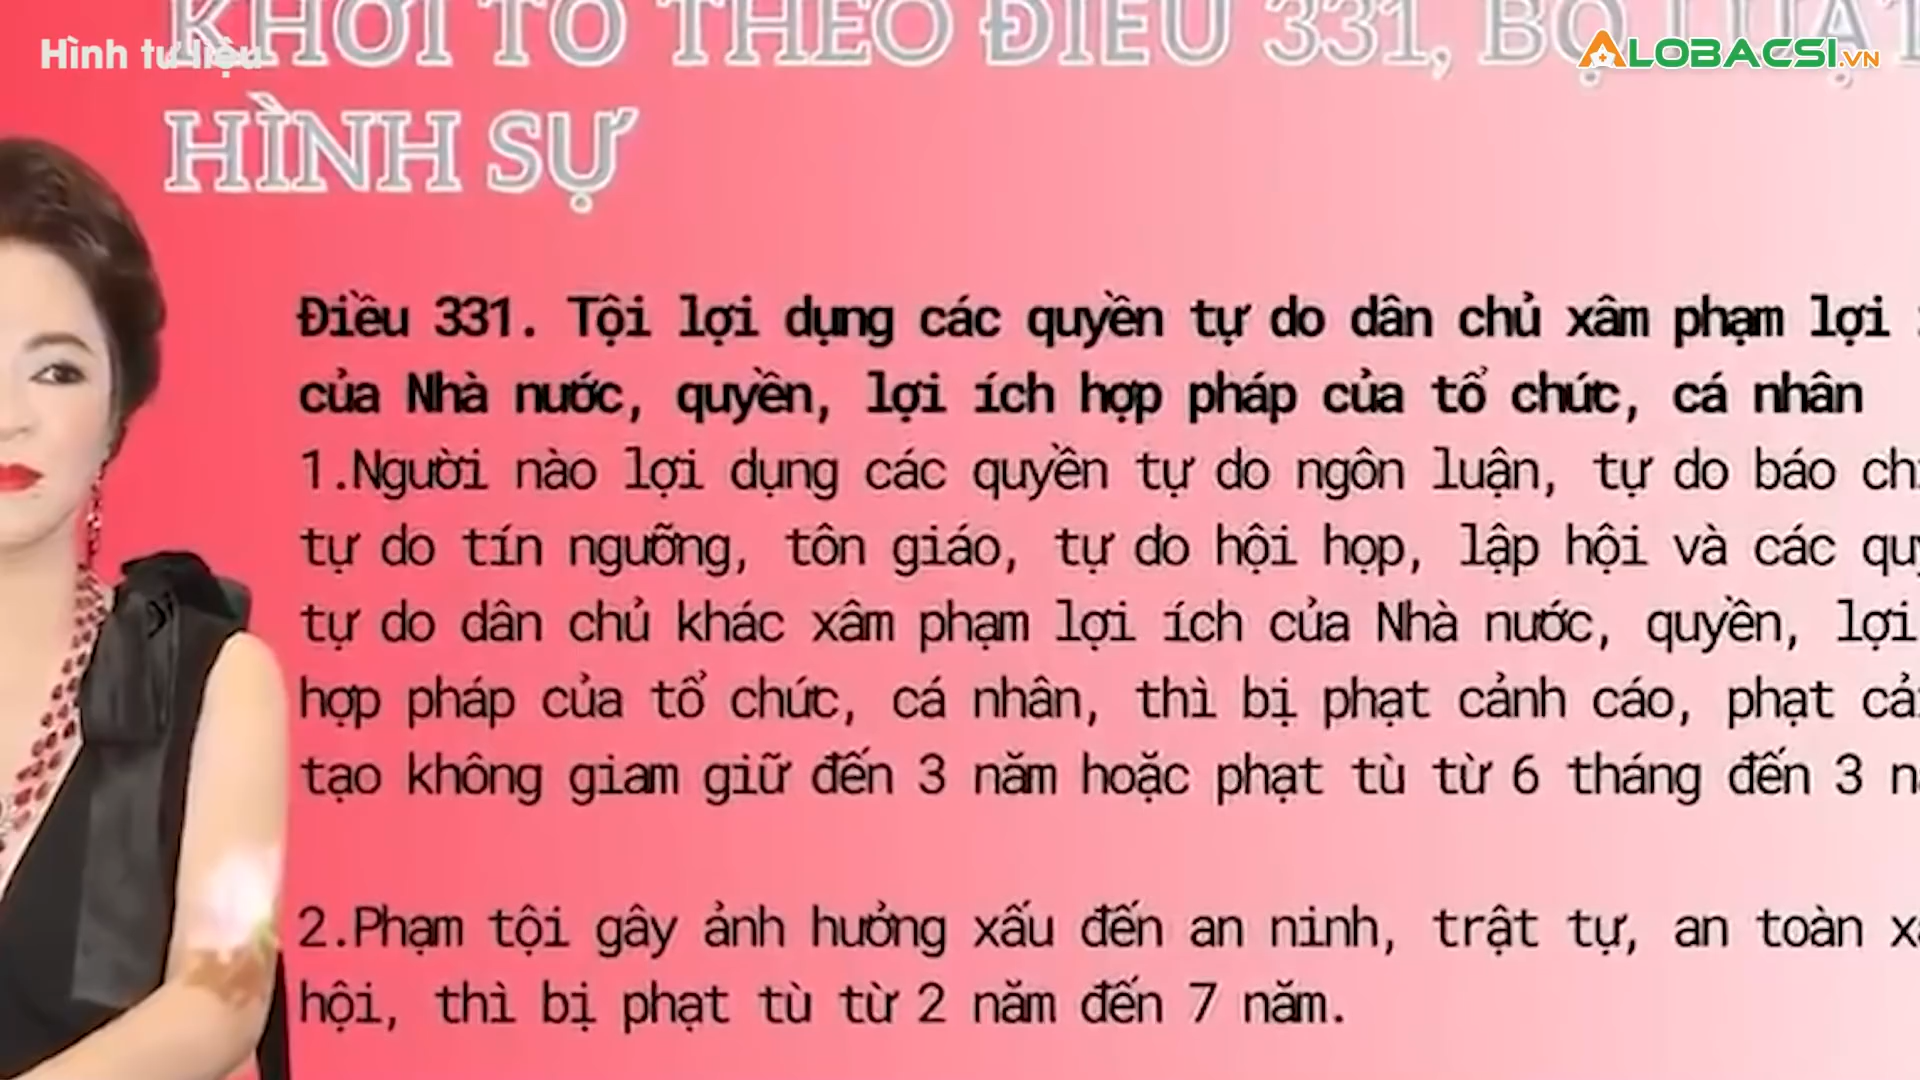 Hình tư liệu
KHỞI TỐ THEO ĐIỀU 331, BỘ LUẬT
ALOBACSI.VN
HÌNH SỰ
Điều 331. Tội lợi dụng các quyền tự do dân chủ xâm phạm lợi
của Nhà nước, quyền, lợi ích hợp pháp của tổ chức, cá nhân
1.Người nào lợi dụng các quyền tự do ngôn luận, tự do báo
tự do tín ngưỡng, tôn giáo, tự do hội họp, lập hội và các
tự do dân chủ khác xâm phạm lợi ích của Nhà nước, quyền, lợi
hợp pháp của tổ chức, cá nhân, thì bị phạt cảnh cáo, phạt
tạo không giam giữ đến 3 năm hoặc phạt tù từ 6 tháng đến 3
2.Phạm tội gây ảnh hưởng xấu đến an ninh, trật tự, an toàn
hội, thì bị phạt tù từ 2 năm đến 7 năm.